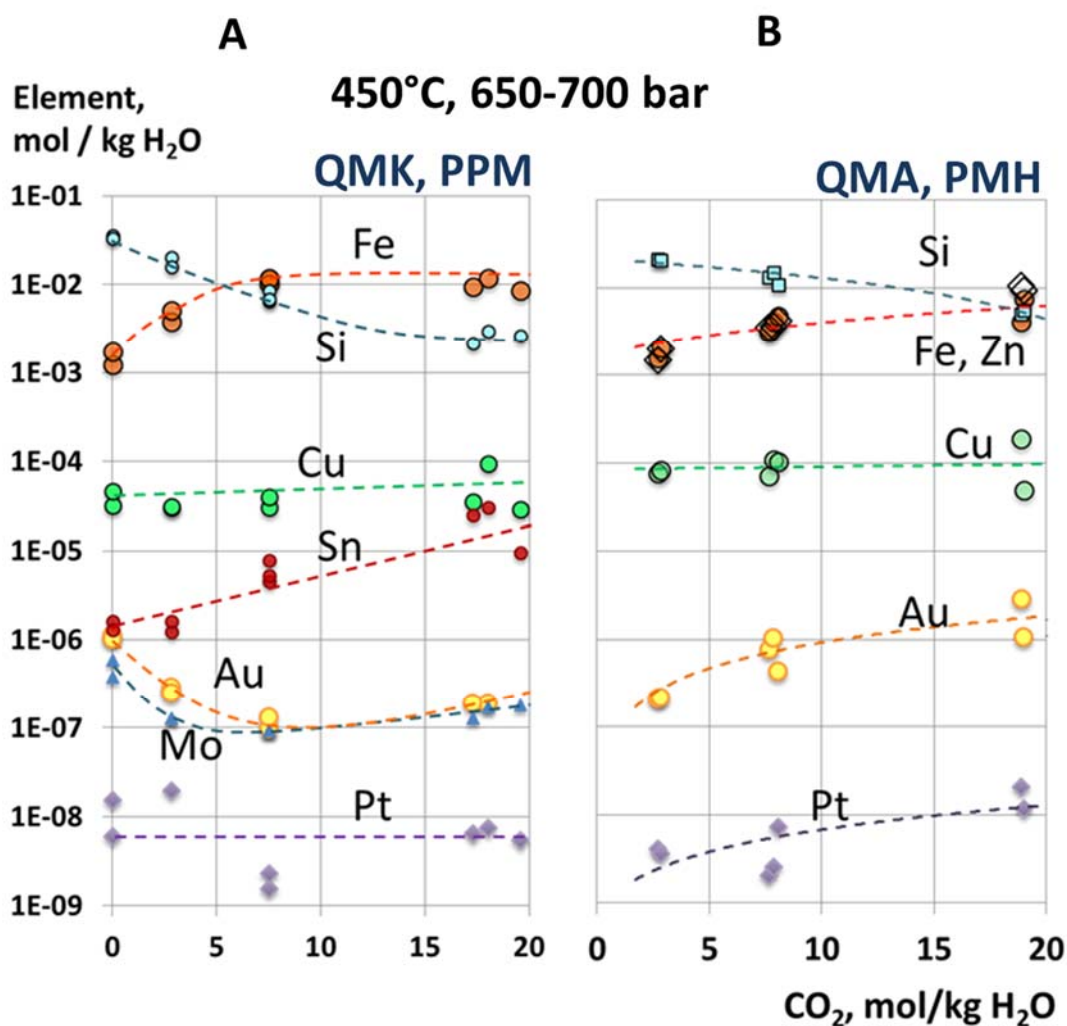 A
B
450°C, 650-700 bar
Element,
mol / kg H₂O
QMK, PPM
QMA, PMH
1E-01
1E-02
1E-03
1E-04
1E-05
1E-06
1E-07
1E-08
1E-09
Fe
Si
Cu
Sn
Au
Mo
Pt
0 5 10 15 20
Si
Fe, Zn
Cu
Au
Pt
0 5 10 15 20
CO₂, mol/kg H₂O